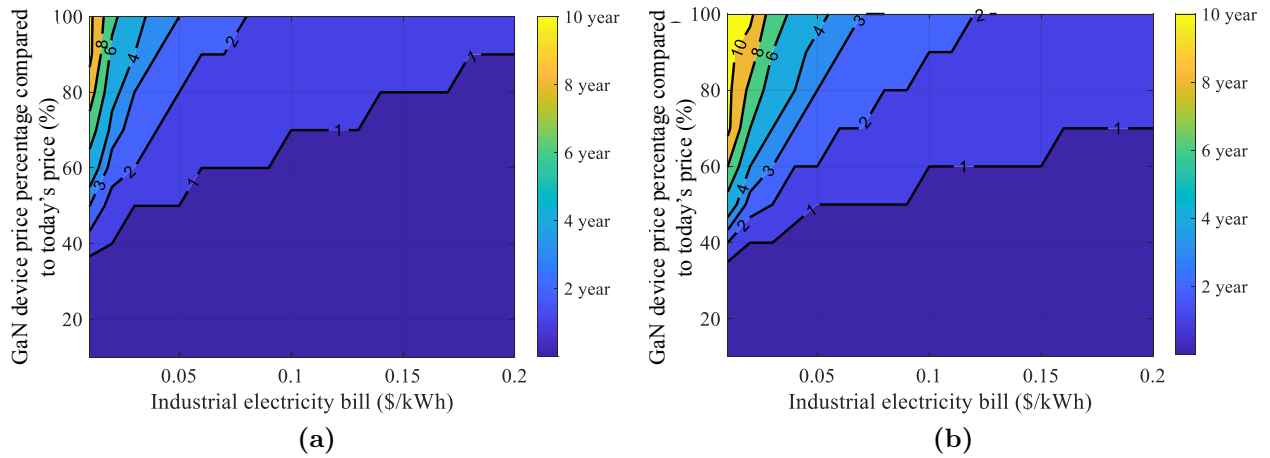 GaN device price percentage compared
to today's price (%)
100
80
60
40
20
0.05
0.1
0.15
0.2
Industrial electricity bill ($/kWh)
8
6
4
2
1
3
2
1
1
10 year
8 year
6 year
4 year
2 year
(a)
GaN device price percentage compared
to today's price (%)
100
80
60
40
20
0.05
0.1
0.15
0.2
Industrial electricity bill ($/kWh)
10
8
6
4
3
2
4
3
2
2
1
1
1
10 year
8 year
6 year
4 year
2 year
(b)